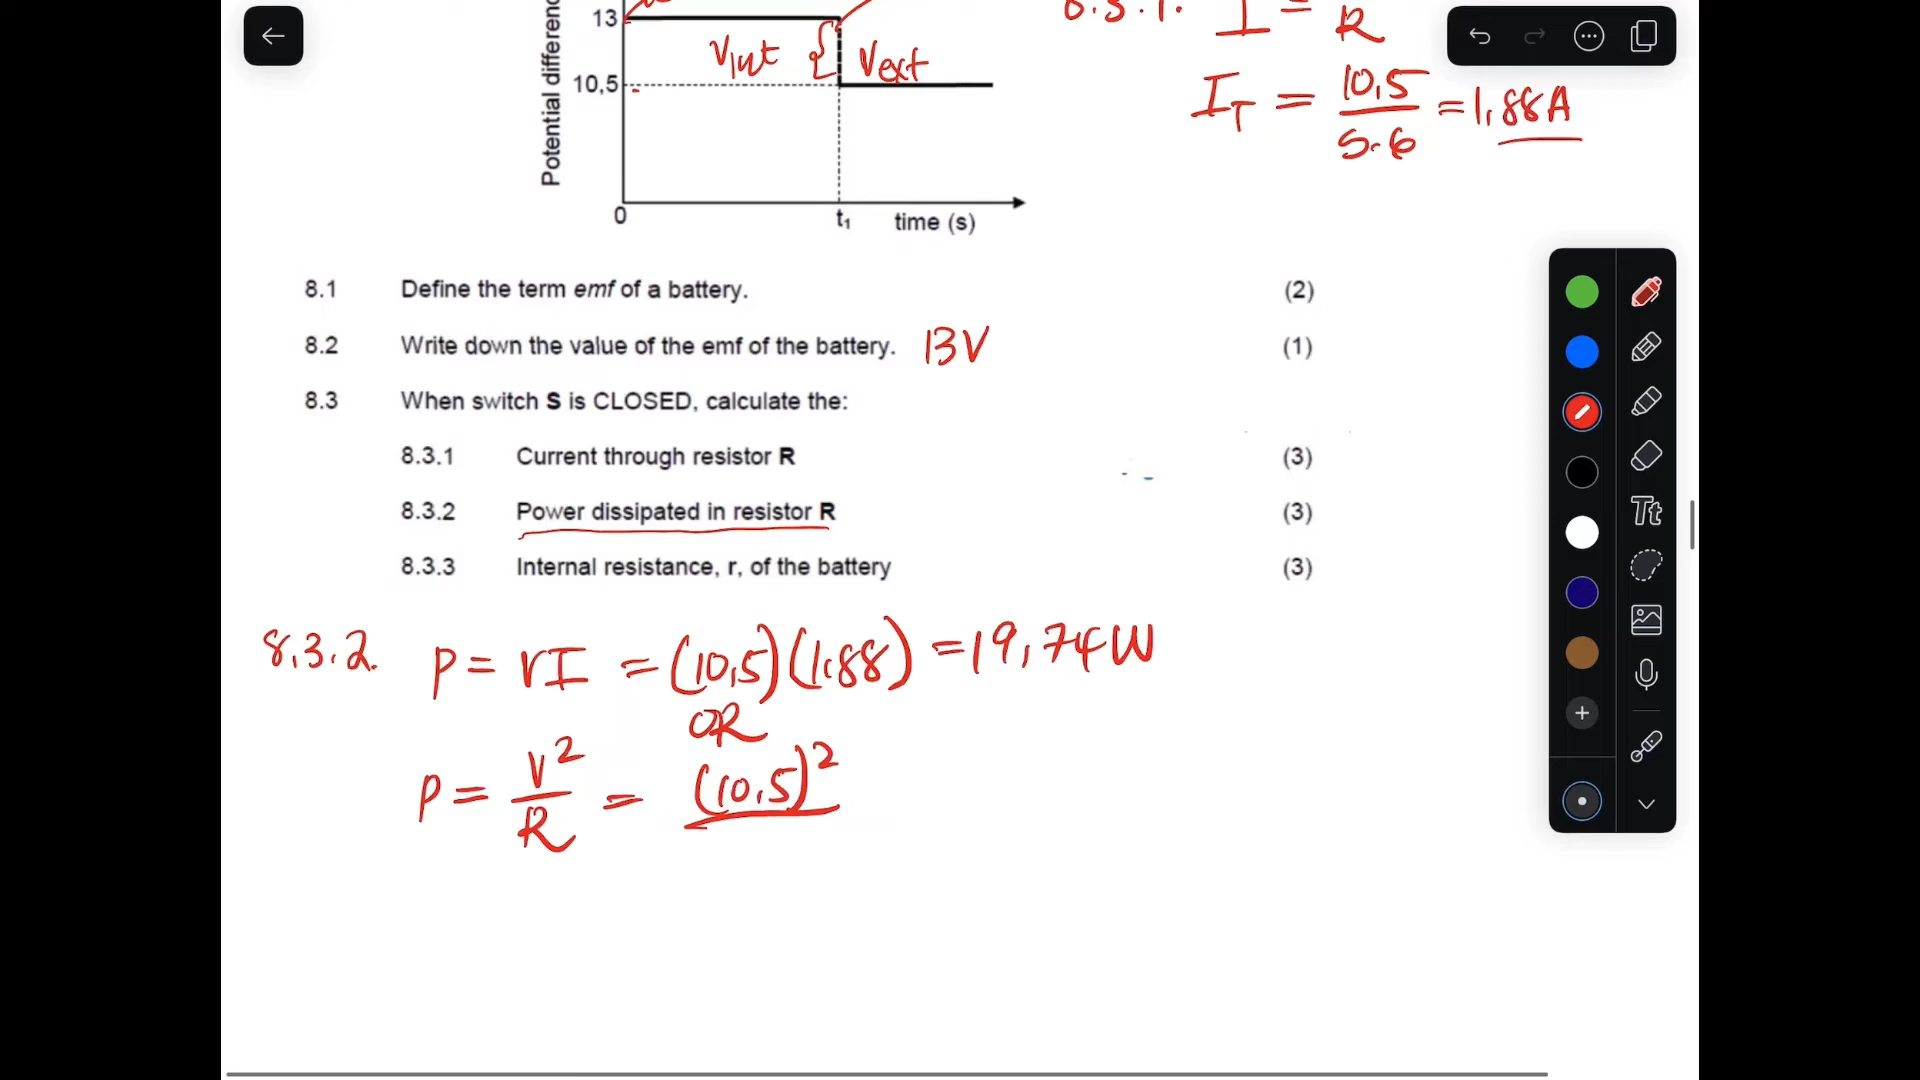 Potential differenc
13
Vint
Vext
10,5
0
t₁
time (s)
I =
R
I_T = 10,5 / 5.6 = 1,88A
8.1 Define the term emf of a battery. (2)
8.2 Write down the value of the emf of the battery. 13V (1)
8.3 When switch S is CLOSED, calculate the:
8.3.1 Current through resistor R (3)
8.3.2 Power dissipated in resistor R (3)
8.3.3 Internal resistance, r, of the battery (3)
8.3.2. P = VI = (10,5)(1,88) = 19,74W
OR
P = V² / R = (10,5)²
Tt